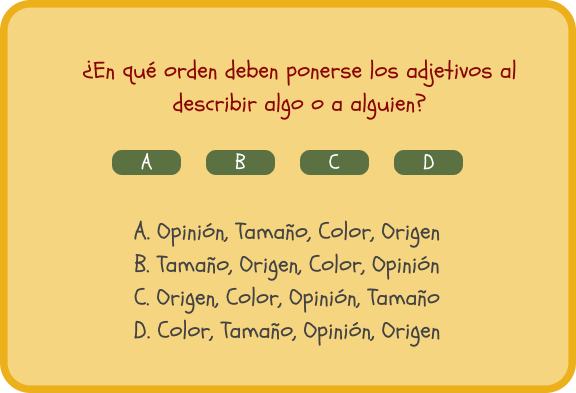 ¿En qué orden deben ponerse los adjetivos al
describir algo o a alguien?
A B C D
A. Opinión, Tamaño, Color, Origen
B. Tamaño, Origen, Color, Opinión
C. Origen, Color, Opinión, Tamaño
D. Color, Tamaño, Opinión, Origen